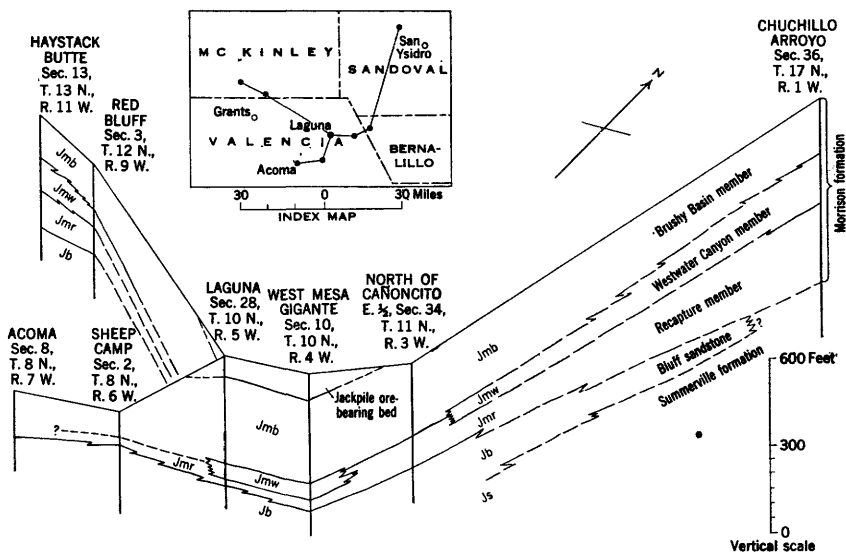 HAYSTACK
BUTTE
Sec. 13,
T. 13 N.,
R. 11 W.
RED
BLUFF
Sec. 3,
T. 12 N.,
R. 9 W.
MC KINLEY
San
Ysidro
SANDOVAL
Grants
Laguna
VALENCIA
BERNA-
LILLO
Acoma
30 0 30 Miles
INDEX MAP
N
CHUCHILLO
ARROYO
Sec. 36,
T. 17 N.,
R. 1 W.
Jmb
Jmw
Jmr
Jb
Brushy Basin member
Westwater Canyon member
Recapture member
Bluff sandstone
Summerville formation
Morrison formation
?
ACOMA
Sec. 8,
T. 8 N.,
R. 7 W.
SHEEP
CAMP
Sec. 2,
T. 8 N.,
R. 6 W.
LAGUNA
Sec. 28,
T. 10 N.,
R. 5 W.
WEST MESA
GIGANTE
Sec. 10,
T. 10 N.,
R. 4 W.
NORTH OF
CAÑONCITO
E. ½, Sec. 34,
T. 11 N.,
R. 3 W.
Jackpile ore-
bearing bed
?
Jmr
Jmb
Jmw
Jb
Jmb
Jmw
Jmr
Jb
Js
600 Feet
300
0
Vertical scale